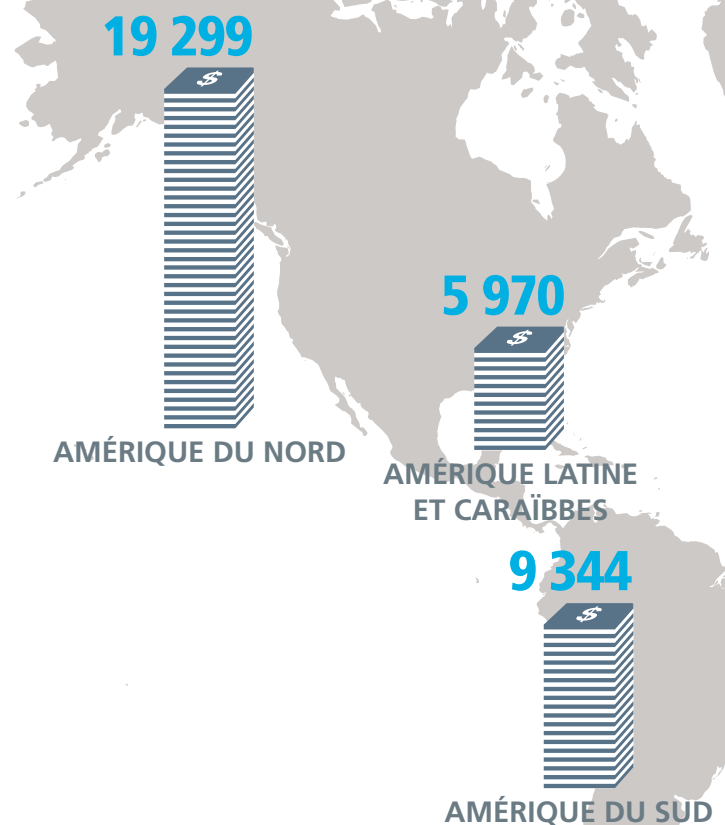 19 299
$
AMÉRIQUE DU NORD
5 970
$
AMÉRIQUE LATINE
ET CARAÏBBES
9 344
$
AMÉRIQUE DU SUD